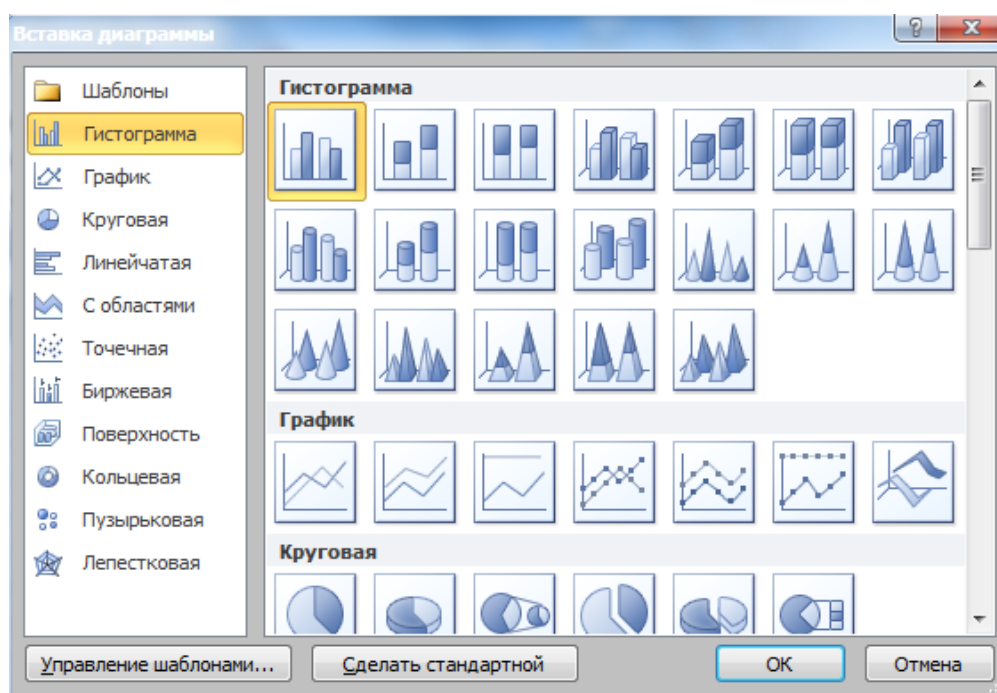 Вставка диаграммы
Шаблоны
Гистограмма
График
Круговая
Линейчатая
С областями
Точечная
Биржевая
Поверхность
Кольцевая
Пузырьковая
Лепестковая
Гистограмма
График
Круговая
Управление шаблонами...
Сделать стандартной
ОК
Отмена